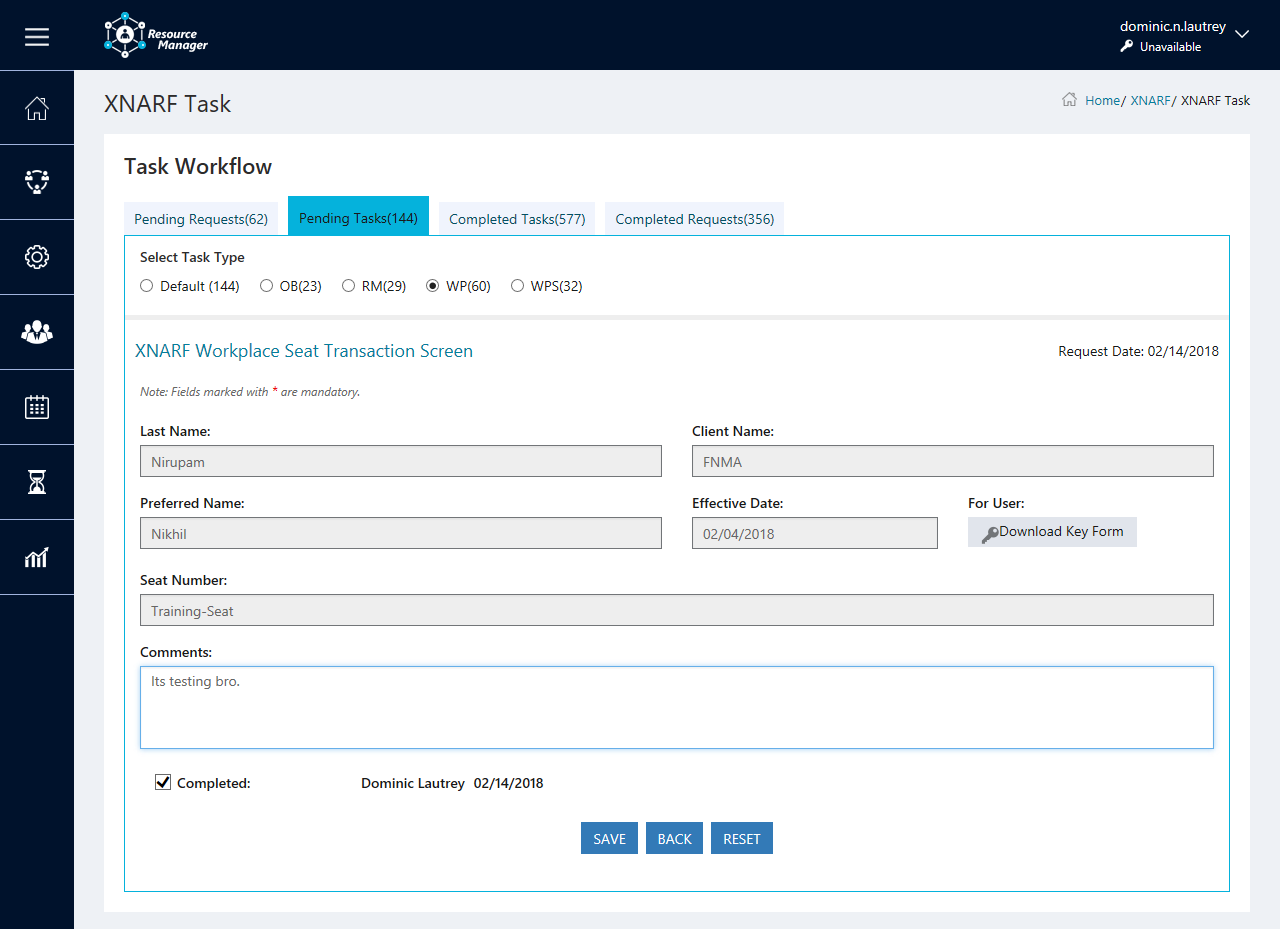 Resource
Manager
dominic.n.lautrey
Unavailable
XNARF Task
Home/ XNARF/ XNARF Task
Task Workflow
Pending Requests(62) Pending Tasks(144) Completed Tasks(577) Completed Requests(356)
Select Task Type
Default (144) OB(23) RM(29) WP(60) WPS(32)
XNARF Workplace Seat Transaction Screen Request Date: 02/14/2018
Note: Fields marked with * are mandatory.
Last Name: Client Name:
Nirupam FNMA
Preferred Name: Effective Date: For User:
Nikhil 02/04/2018 Download Key Form
Seat Number:
Training-Seat
Comments:
Its testing bro.
Completed: Dominic Lautrey 02/14/2018
SAVE BACK RESET